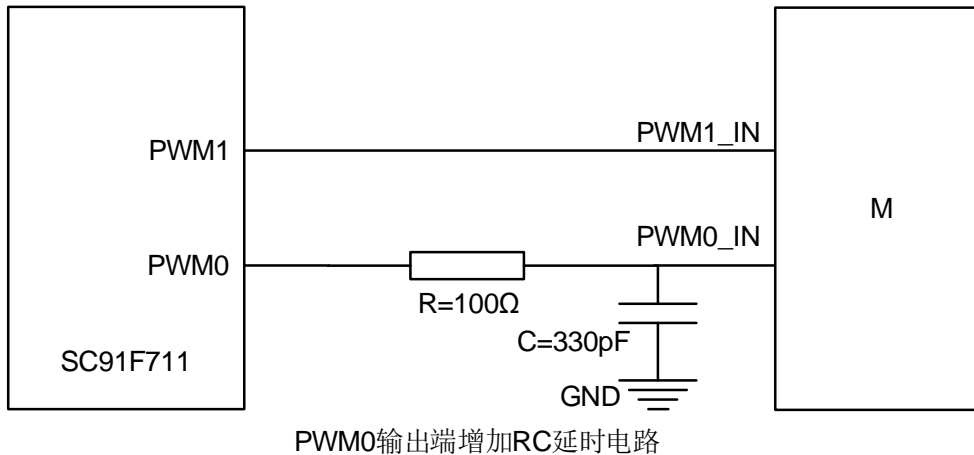 PWM1_IN
PWM1
M
PWM0_IN
PWM0
R=100Ω
C=330pF
SC91F711
GND
PWM0输出端增加RC延时电路